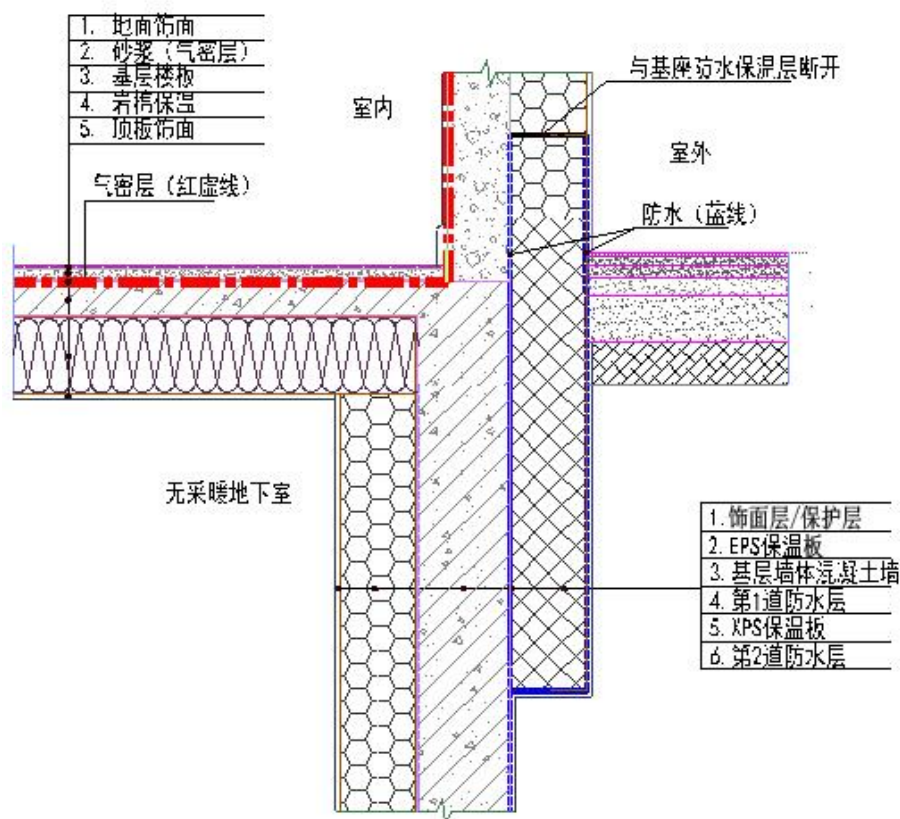 1. 地面饰面
2. 砂浆（气密层）
3. 基层楼板
4. 岩棉保温
5. 顶板饰面
室内
与基座防水保温层断开
室外
气密层（红虚线）
防水（蓝线）
无采暖地下室
1. 饰面层/保护层
2. EPS保温板
3. 基层墙体混凝土墙
4. 第1道防水层
5. XPS保温板
6. 第2道防水层